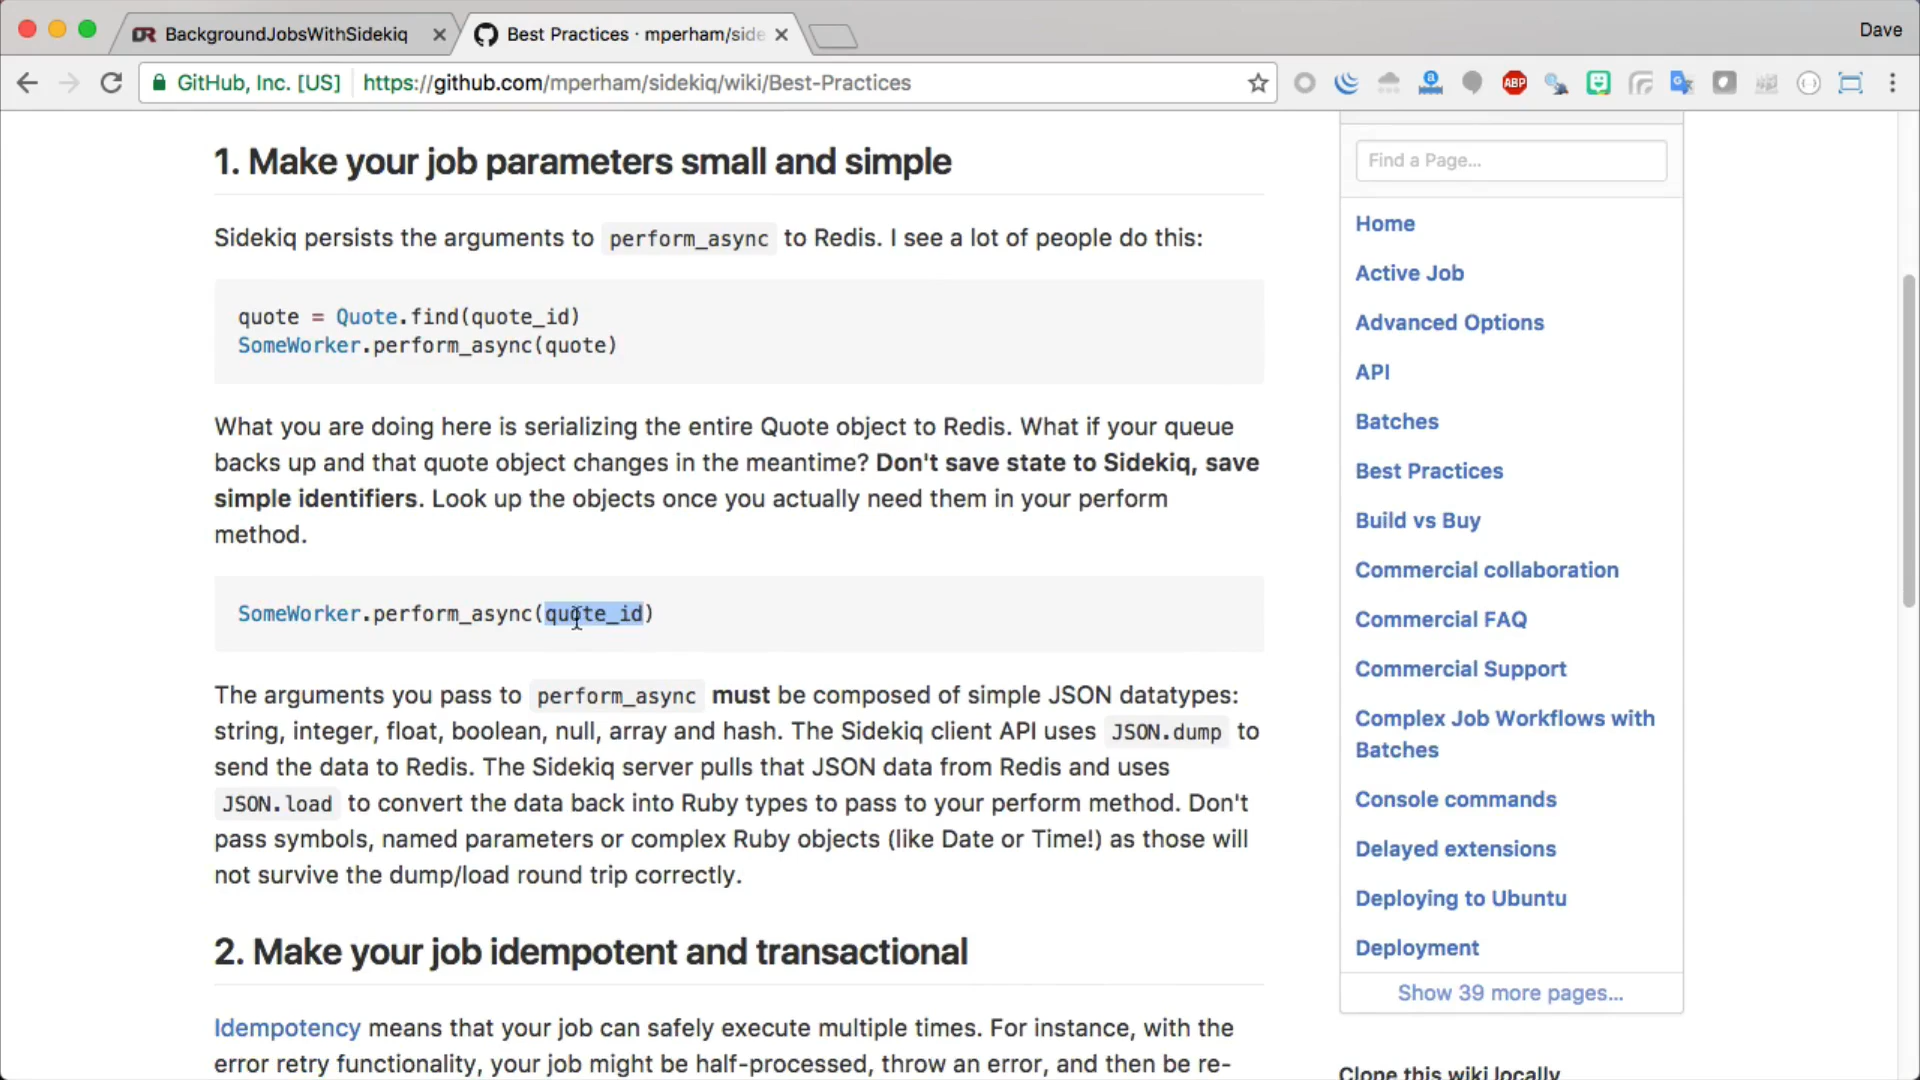 BackgroundJobsWithSidekiq
Best Practices · mperham/side
Dave
GitHub, Inc. [US]
https://github.com/mperham/sidekiq/wiki/Best-Practices
ABP
1. Make your job parameters small and simple
Sidekiq persists the arguments to perform_async to Redis. I see a lot of people do this:
quote = Quote.find(quote_id)
SomeWorker.perform_async(quote)
What you are doing here is serializing the entire Quote object to Redis. What if your queue
backs up and that quote object changes in the meantime? Don't save state to Sidekiq, save
simple identifiers. Look up the objects once you actually need them in your perform
method.
SomeWorker.perform_async(quote_id)
The arguments you pass to perform_async must be composed of simple JSON datatypes:
string, integer, float, boolean, null, array and hash. The Sidekiq client API uses JSON.dump to
send the data to Redis. The Sidekiq server pulls that JSON data from Redis and uses
JSON.load to convert the data back into Ruby types to pass to your perform method. Don't
pass symbols, named parameters or complex Ruby objects (like Date or Time!) as those will
not survive the dump/load round trip correctly.
2. Make your job idempotent and transactional
Idempotency means that your job can safely execute multiple times. For instance, with the
error retry functionality, your job might be half-processed, throw an error, and then be re-
Find a Page...
Home
Active Job
Advanced Options
API
Batches
Best Practices
Build vs Buy
Commercial collaboration
Commercial FAQ
Commercial Support
Complex Job Workflows with
Batches
Console commands
Delayed extensions
Deploying to Ubuntu
Deployment
Show 39 more pages...
Clone this wiki locally